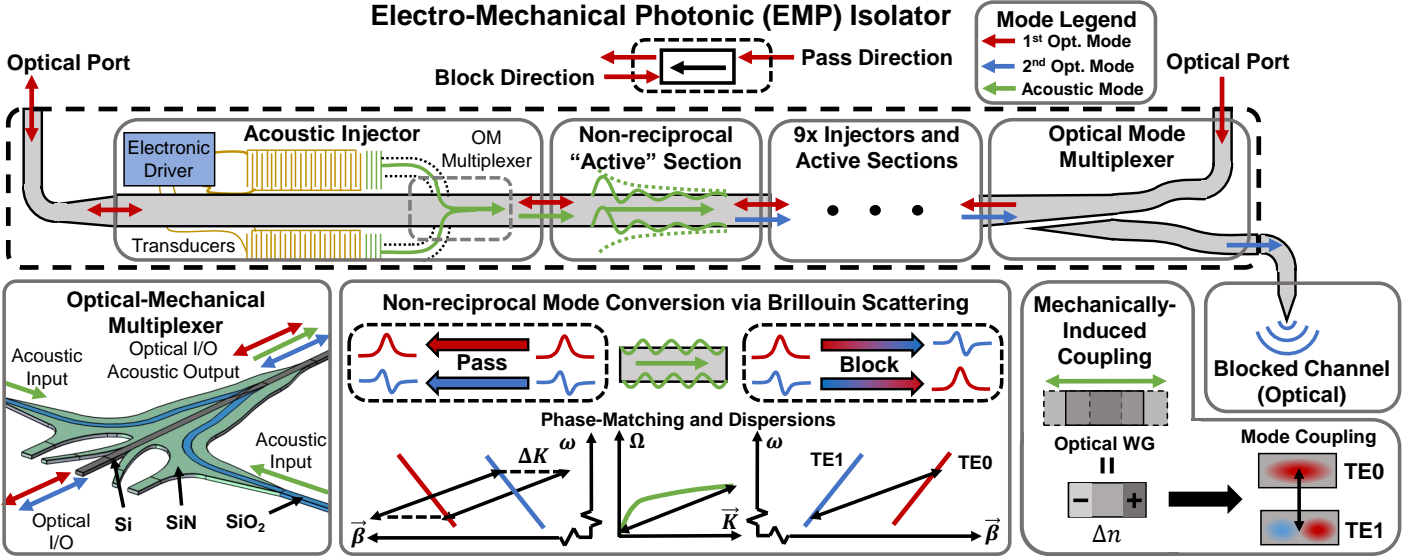 Electro-Mechanical Photonic (EMP) Isolator
Mode Legend
1st Opt. Mode
2nd Opt. Mode
Acoustic Mode
Optical Port
Block Direction
Pass Direction
Optical Port
Acoustic Injector
Electronic
Driver
OM
Multiplexer
Transducers
Non-reciprocal
“Active” Section
9x Injectors and
Active Sections
Optical Mode
Multiplexer
Optical-Mechanical
Multiplexer
Optical I/O
Acoustic Output
Acoustic
Input
Acoustic
Input
Optical
I/O
Si
SiN
SiO2
Non-reciprocal Mode Conversion via Brillouin Scattering
Pass
Block
Phase-Matching and Dispersions
ω
ΔK
β
Ω
K
ω
TE1
TE0
β
Mechanically-
Induced
Coupling
Optical WG
=
− +
Δn
Blocked Channel
(Optical)
Mode Coupling
TE0
TE1